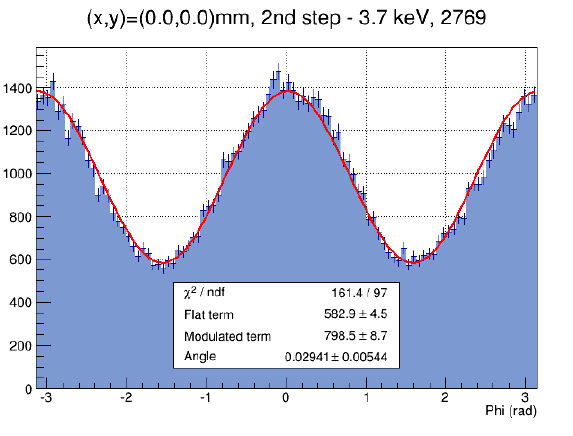 (x,y)=(0.0,0.0)mm, 2nd step - 3.7 keV, 2769
1400
1200
1000
800
600
400
200
0
χ² / ndf 161.4 / 97
Flat term 582.9 ± 4.5
Modulated term 798.5 ± 8.7
Angle 0.02941 ± 0.00544
-3 -2 -1 0 1 2 3
Phi (rad)